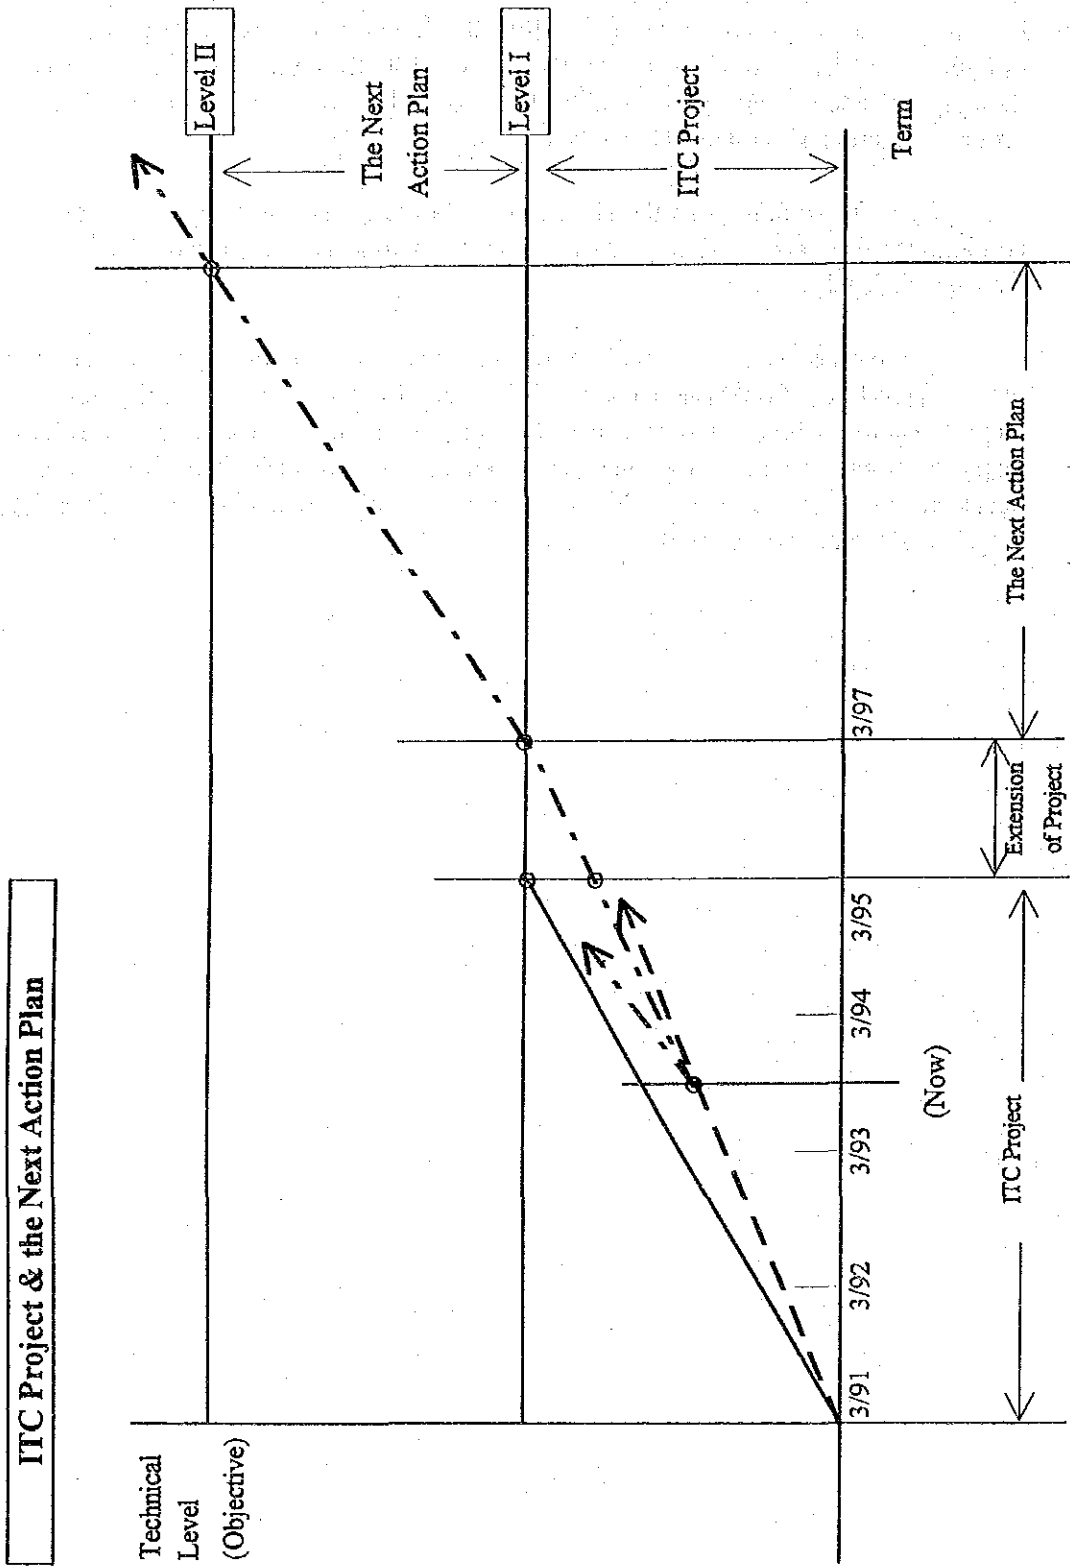 ITC Project & the Next Action Plan
Technical
Level
(Objective)
Level II
The Next
Action Plan
Level I
ITC Project
Term
3/91
3/92
3/93
3/94
3/95
3/97
(Now)
ITC Project
Extension
of Project
The Next Action Plan